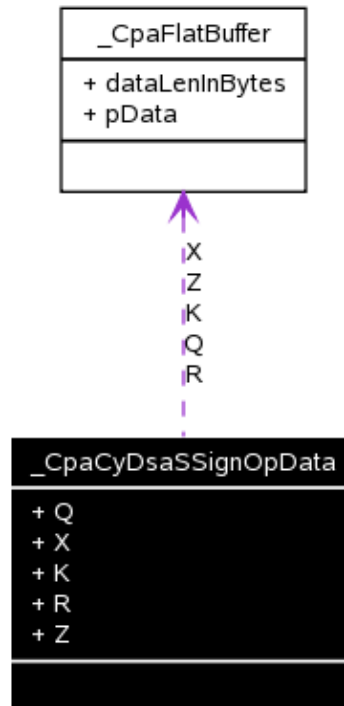 _CpaFlatBuffer
+ dataLenInBytes
+ pData
X
Z
K
Q
R
_CpaCyDsaSSignOpData
+ Q
+ X
+ K
+ R
+ Z